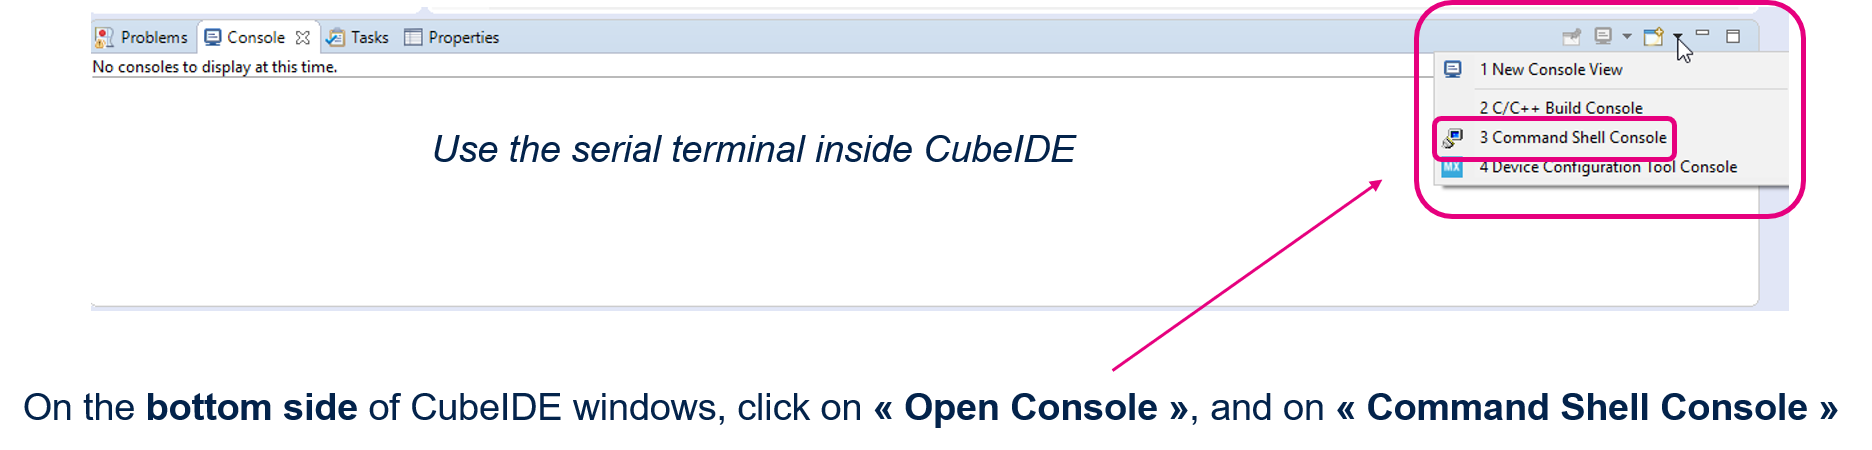 Problems Console Tasks Properties
No consoles to display at this time.
1 New Console View
2 C/C++ Build Console
3 Command Shell Console
MX 4 Device Configuration Tool Console
Use the serial terminal inside CubeIDE
On the bottom side of CubeIDE windows, click on « Open Console », and on « Command Shell Console »